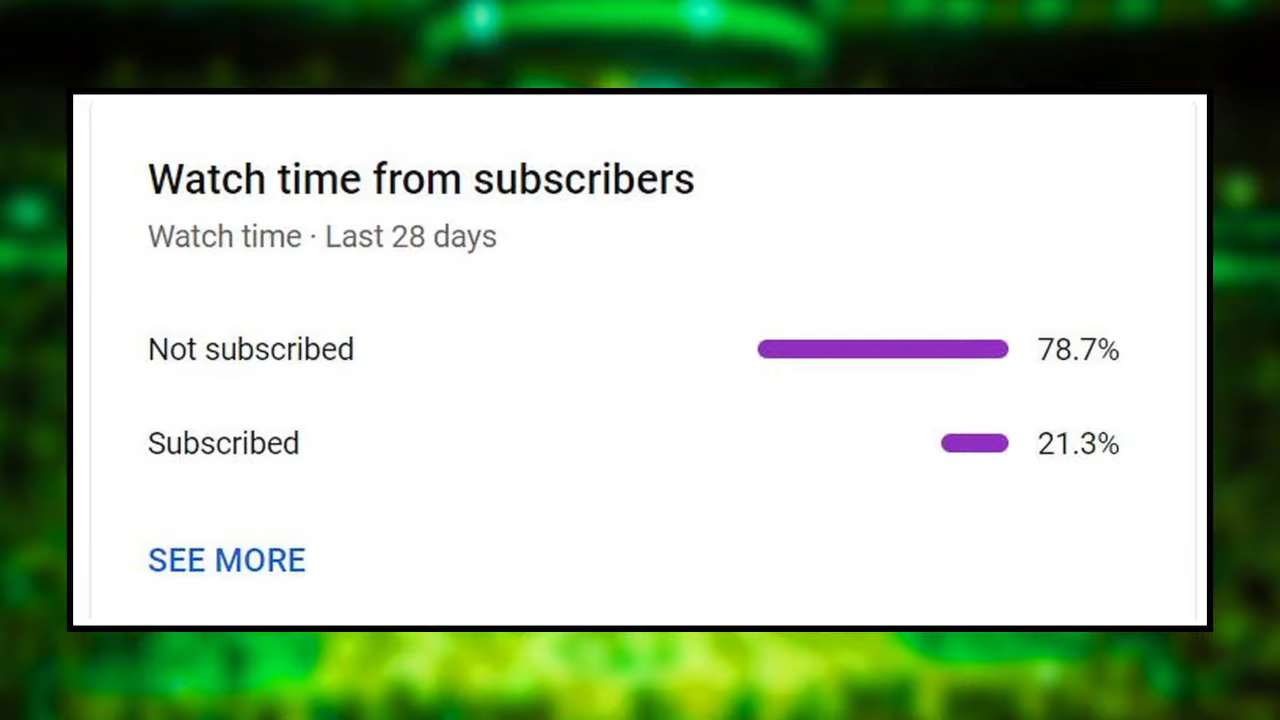 Watch time from subscribers
Watch time · Last 28 days
Not subscribed 78.7%
Subscribed 21.3%
SEE MORE